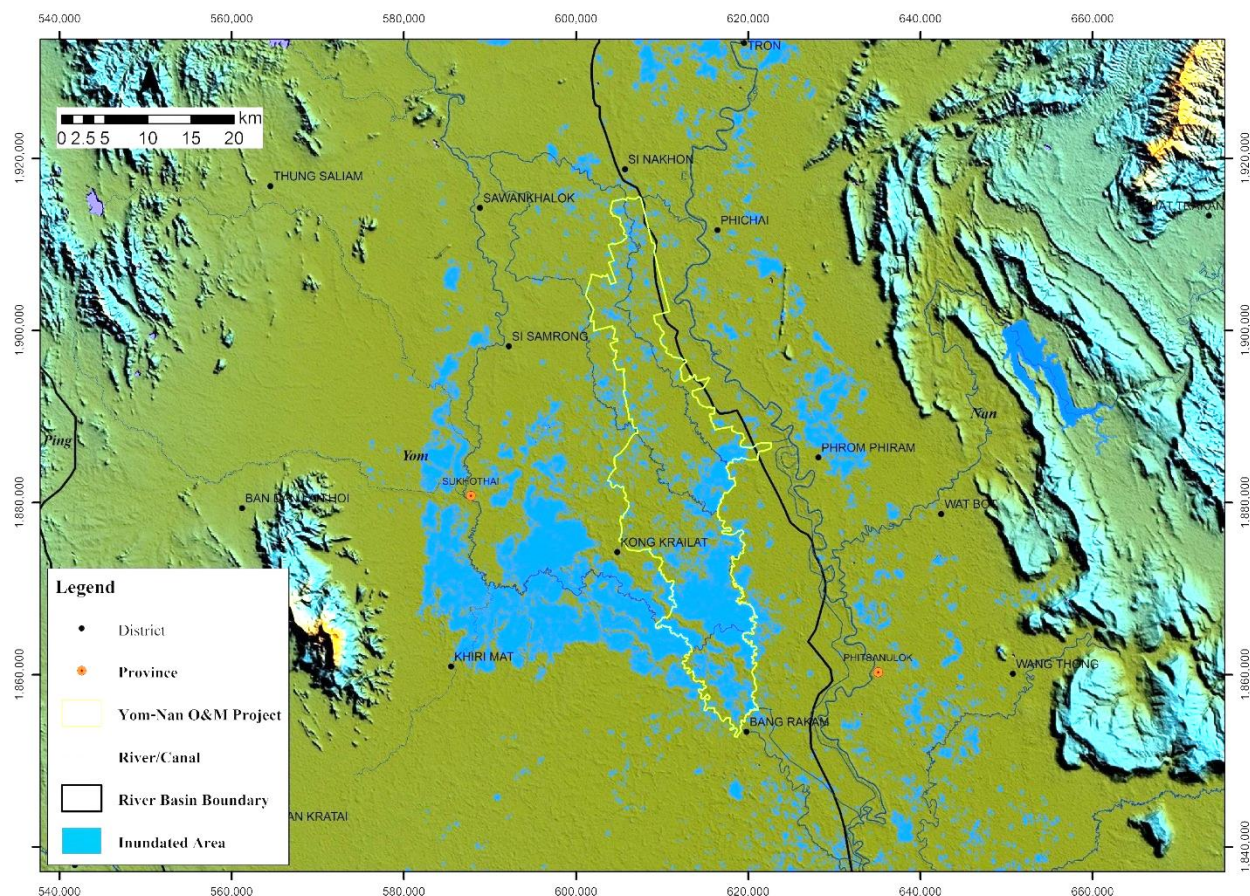 540.000 560.000 580.000 600.000 620.000 640.000 660.000
TRON
km
0 2.5 5 10 15 20
1.920.000 1.920.000
SI NAKHON
THUNG SALIAM
SAWANKHALOK
PHICHAI
1.900.000 1.900.000
SI SAMRONG
Ping
Nan
Yom
PHROM PHIRAM
SUKHOTHAI
1.880.000 1.880.000
WAT BOT
KONG KRAILAT
Legend
District
KHIRI MAT
PHITSANULOK
WANG THONG
1.860.000 1.860.000
Province
Yom-Nan O&M Project
BANG RAKAM
River/Canal
River Basin Boundary
KRATAI
Inundated Area
1.840.000
540.000 560.000 580.000 600.000 620.000 640.000 660.000